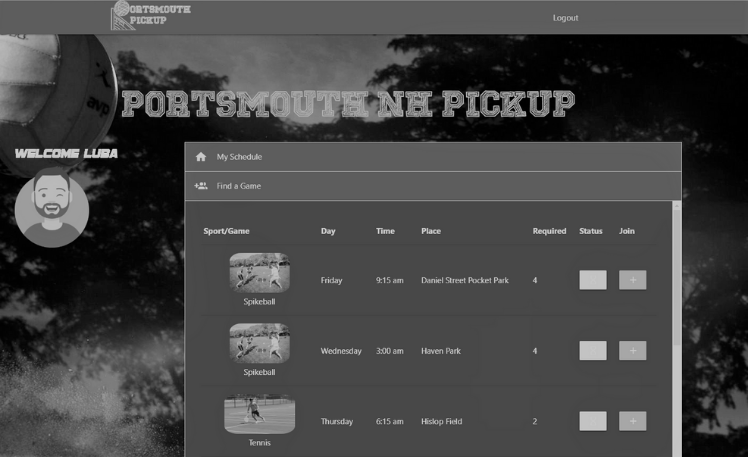 PORTSMOUTH
PICKUP
Logout
avp
PORTSMOUTH NH PICKUP
WELCOME LUBA
My Schedule
Find a Game
Sport/Game Day Time Place Required Status Join
Spikeball Friday 9:15 am Daniel Street Pocket Park 4 +
Spikeball Wednesday 3:00 am Haven Park 4 +
Tennis Thursday 6:15 am Hislop Field 2 +